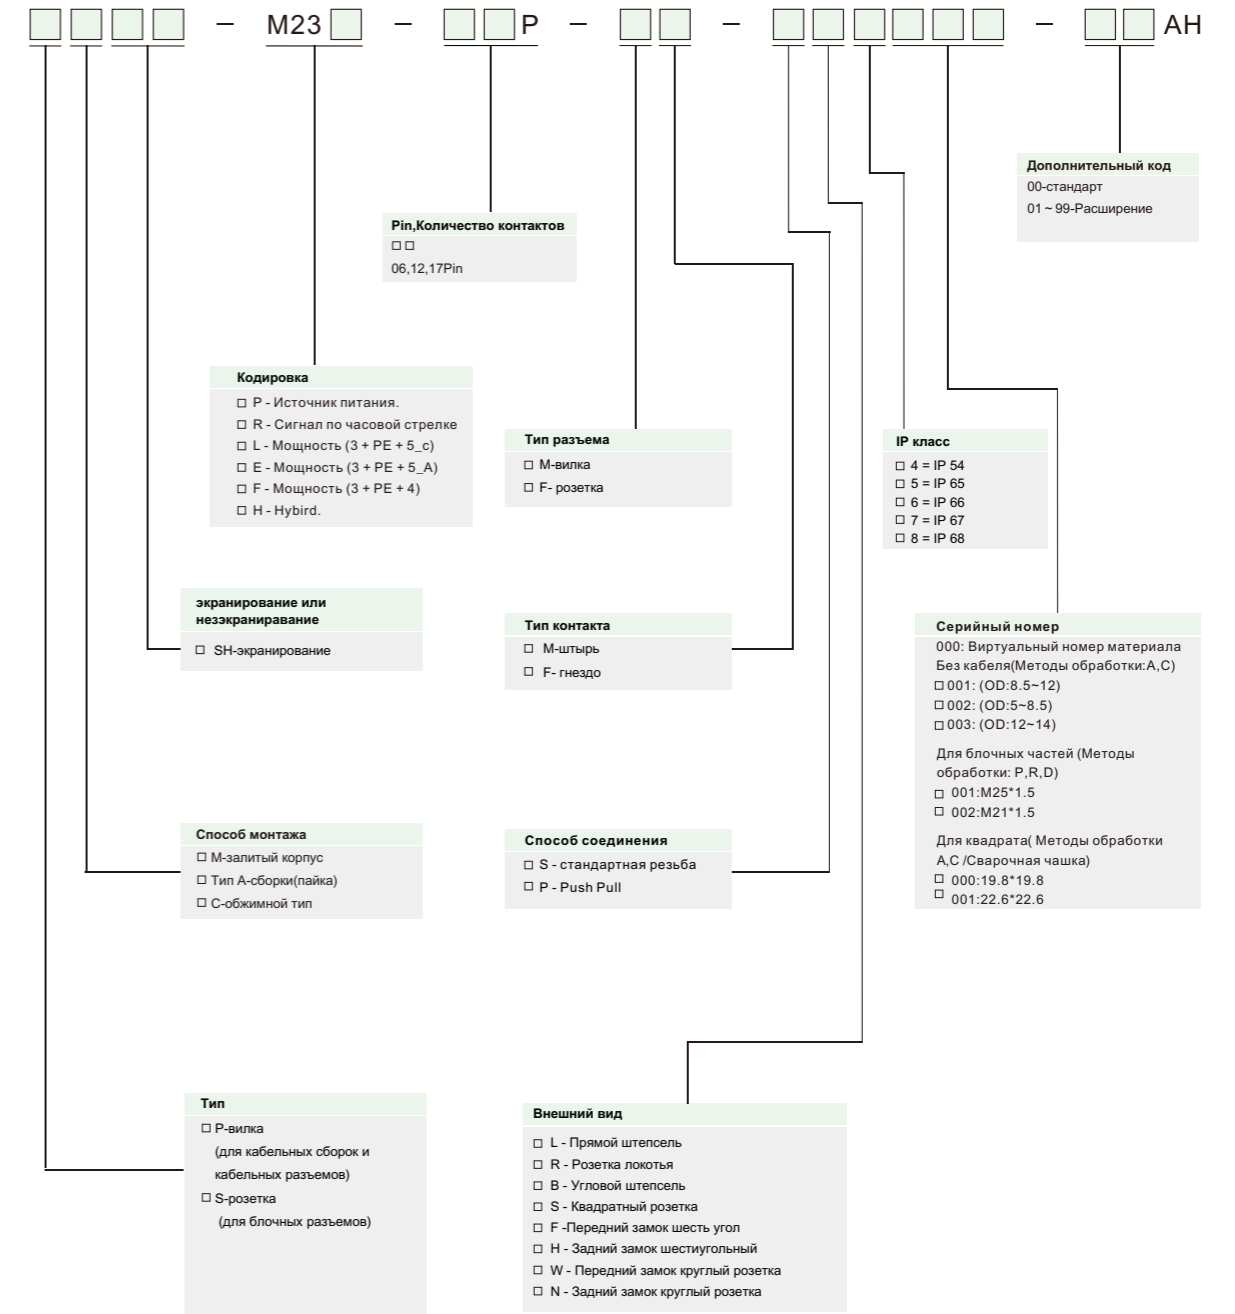 — M23 — P — — — AH
Дополнительный код
00-стандарт
01 ~ 99-Расширение
Pin,Количество контактов
06,12,17Pin
Кодировка
P - Источник питания.
R - Сигнал по часовой стрелке
L - Мощность (3 + PE + 5_c)
E - Мощность (3 + PE + 5_A)
F - Мощность (3 + PE + 4)
H - Hybird.
Тип разъема
M-вилка
F- розетка
IP класс
4 = IP 54
5 = IP 65
6 = IP 66
7 = IP 67
8 = IP 68
экранирование или
незэкраниравание
SH-экранирование
Тип контакта
M-штырь
F- гнездо
Серийный номер
000: Виртуальный номер материала
Без кабеля(Методы обработки:A,C)
001: (OD:8.5~12)
002: (OD:5~8.5)
003: (OD:12~14)
Для блочных частей (Методы
обработки: P,R,D)
001:M25*1.5
002:M21*1.5
Для квадрата( Методы обработки
A,C /Сварочная чашка)
000:19.8*19.8
001:22.6*22.6
Способ монтажа
M-залитый корпус
Тип A-сборки(пайка)
C-обжимной тип
Способ соединения
S - стандартная резьба
P - Push Pull
Тип
P-вилка
(для кабельных сборок и
кабельных разъемов)
S-розетка
(для блочных разъемов)
Внешний вид
L - Прямой штепсель
R - Розетка локотья
B - Угловой штепсель
S - Квадратный розетка
F -Передний замок шесть угол
H - Задний замок шестиугольный
W - Передний замок круглый розетка
N - Задний замок круглый розетка